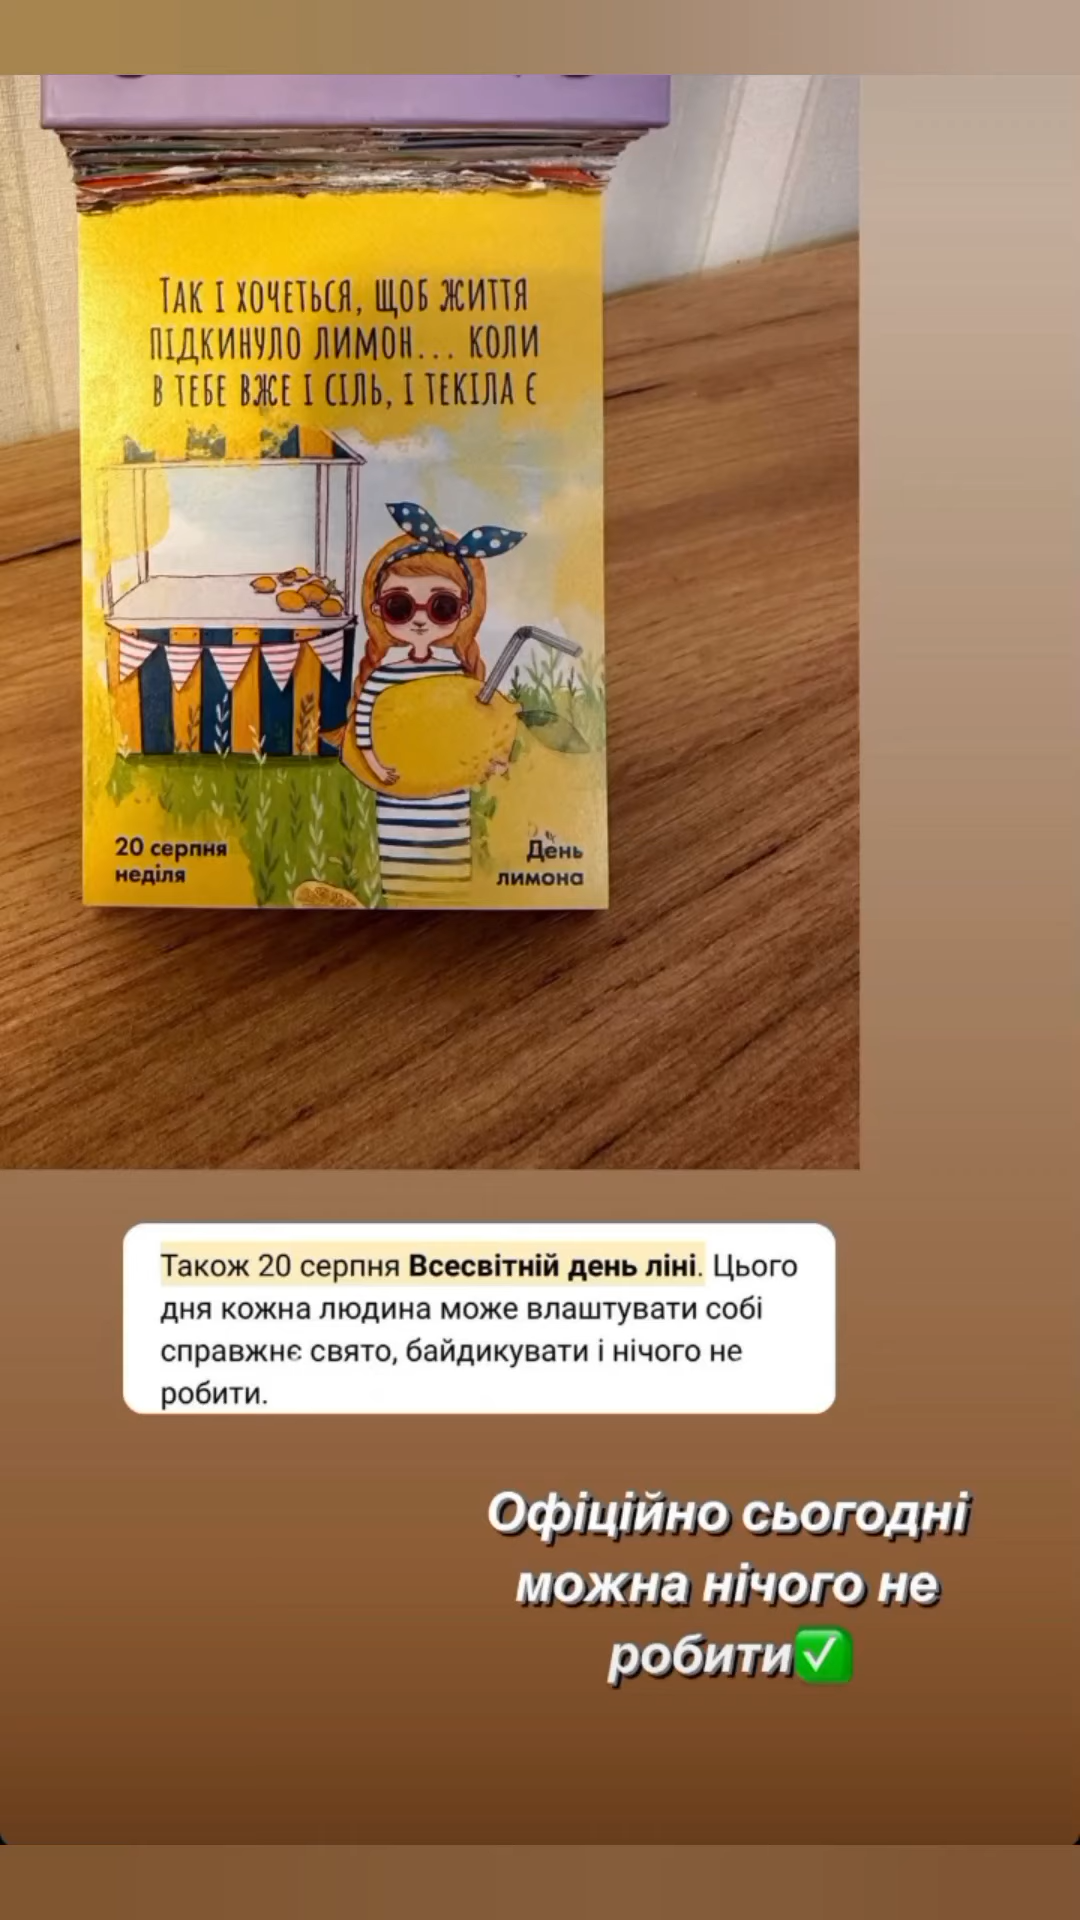 Так і хочеться, щоб життя
підкинуло лимон... коли
в тебе вже і сіль, і текіла є
20 серпня
неділя
День
лимона
Також 20 серпня Всесвітній день ліні. Цього
дня кожна людина може влаштувати собі
справжнє свято, байдикувати і нічого не
робити.
Офіційно сьогодні
можна нічого не
робити✅